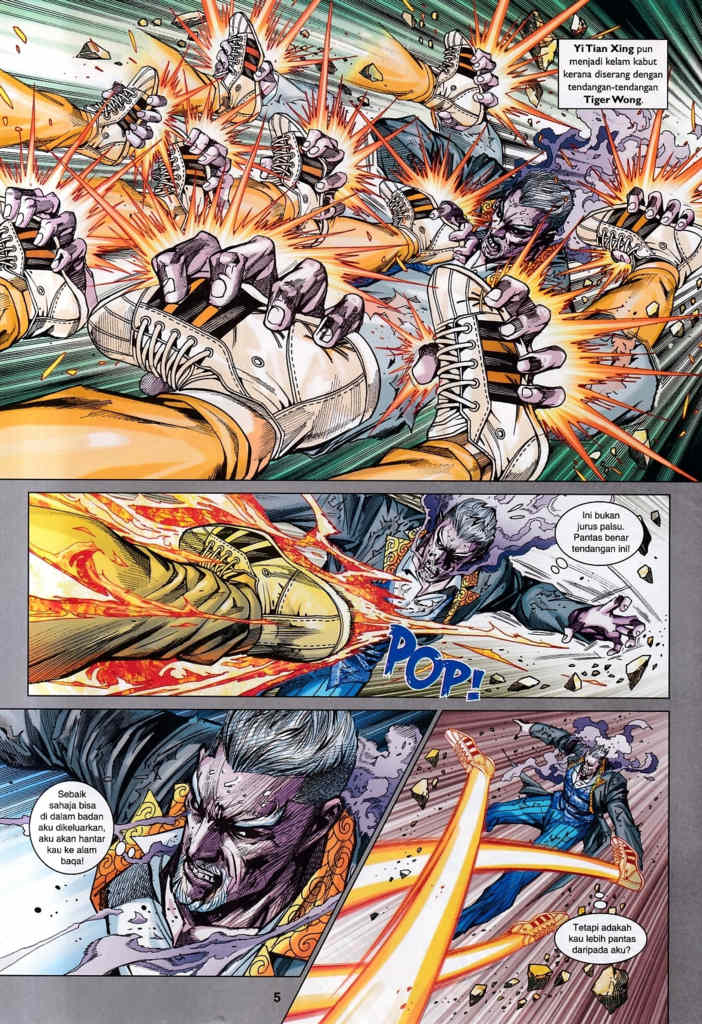 Yi Tian Xing pun
menjadi kelam kabut
kerana diserang dengan
tendangan-tendangan
Tiger Wong.
Ini bukan
jurus palsu.
Pantas benar
tendangan ini!
POP!
Sebaik
sahaja bisa
di dalam badan
aku dikeluarkan,
aku akan hantar
kau ke alam
baqa!
Tetapi adakah
kau lebih pantas
daripada aku?
5